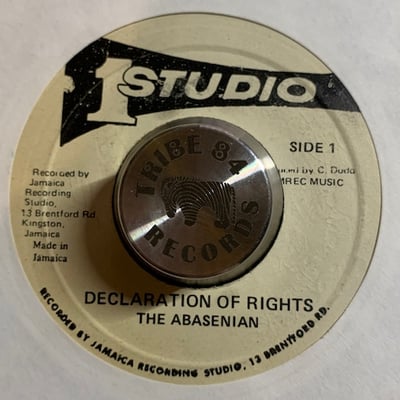 1 STUDIO
SIDE 1
Recorded by
Jamaica
Recording
Studio,
13 Brentford Rd
Kingston,
Jamaica
Made in
Jamaica
by C. Dodd
MUSIC
TRIBE 84
RECORDS
DECLARATION OF RIGHTS
THE ABASENIAN
RECORDED BY JAMAICA RECORDING STUDIO, 13 BRENTFORD RD.